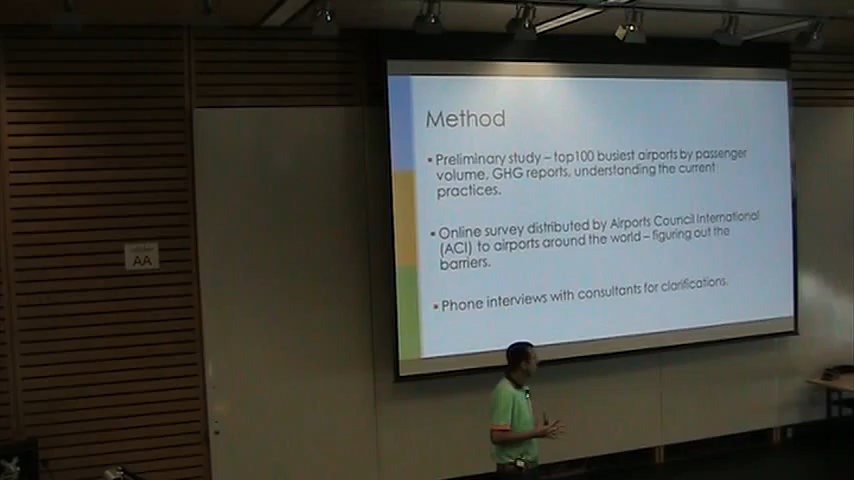 Method
▪ Preliminary study – top100 busiest airports by passenger
volume, GHG reports, understanding the current
practices.
▪ Online survey distributed by Airports Council International
(ACI) to airports around the world – figuring out the
barriers.
▪ Phone interviews with consultants for clarifications.
AA